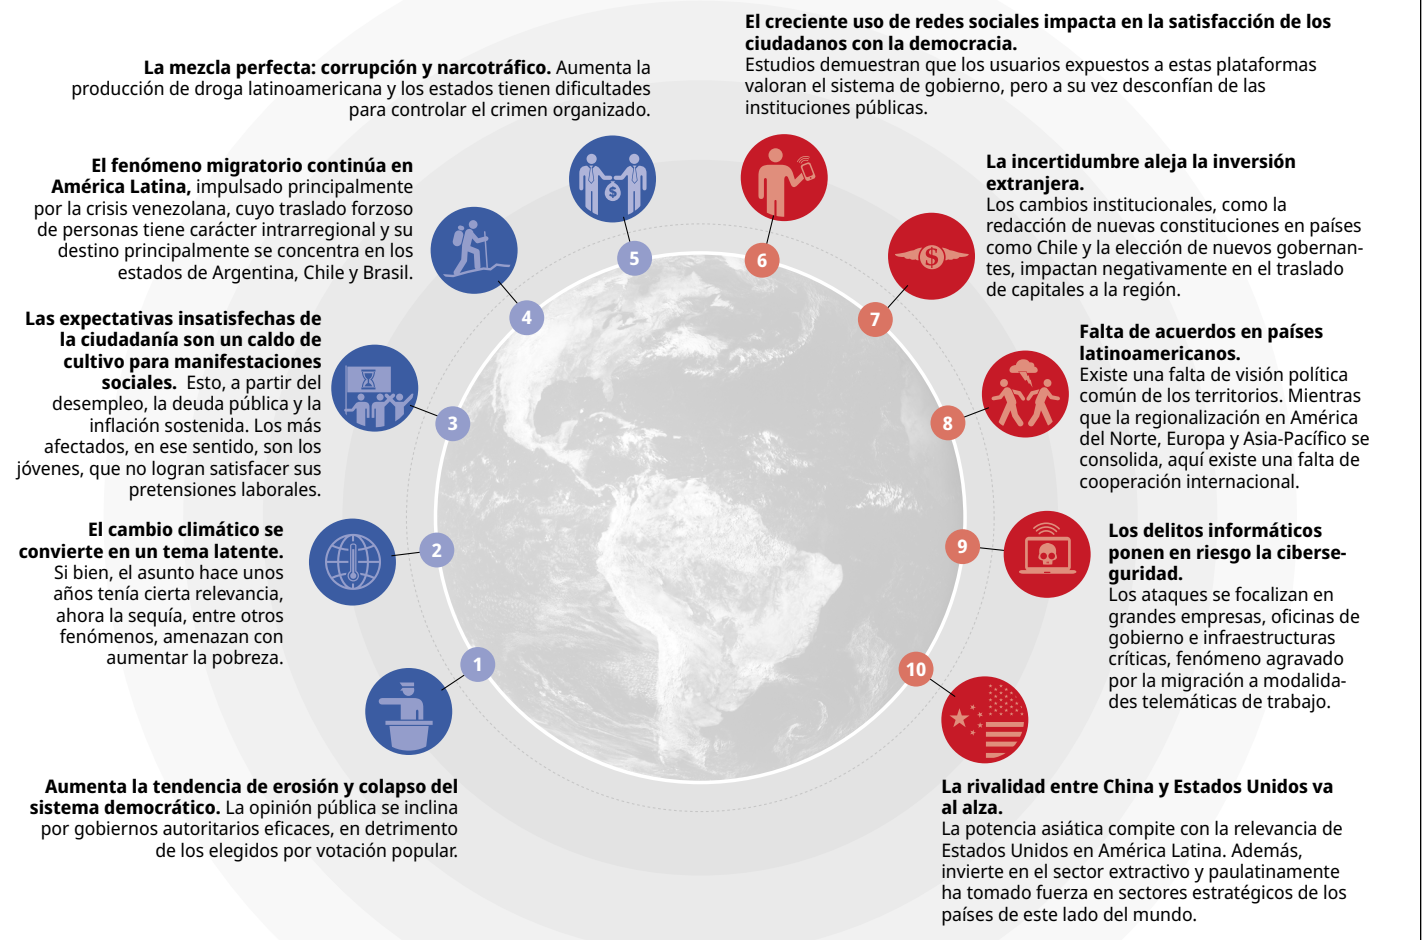 El creciente uso de redes sociales impacta en la satisfacción de los
ciudadanos con la democracia.
Estudios demuestran que los usuarios expuestos a estas plataformas
valoran el sistema de gobierno, pero a su vez desconfían de las
instituciones públicas.
La mezcla perfecta: corrupción y narcotráfico. Aumenta la
producción de droga latinoamericana y los estados tienen dificultades
para controlar el crimen organizado.
El fenómeno migratorio continúa en
América Latina, impulsado principalmente
por la crisis venezolana, cuyo traslado forzoso
de personas tiene carácter intrarregional y su
destino principalmente se concentra en los
estados de Argentina, Chile y Brasil.
La incertidumbre aleja la inversión
extranjera.
Los cambios institucionales, como la
redacción de nuevas constituciones en países
como Chile y la elección de nuevos gobernan-
tes, impactan negativamente en el traslado
de capitales a la región.
$
$
5
6
4
7
Las expectativas insatisfechas de
la ciudadanía son un caldo de
cultivo para manifestaciones
sociales. Esto, a partir del
desempleo, la deuda pública y la
inflación sostenida. Los más
afectados, en ese sentido, son los
jóvenes, que no logran satisfacer sus
pretensiones laborales.
3
8
Falta de acuerdos en países
latinoamericanos.
Existe una falta de visión política
común de los territorios. Mientras
que la regionalización en América
del Norte, Europa y Asia-Pacífico se
consolida, aquí existe una falta de
cooperación internacional.
El cambio climático se
convierte en un tema latente.
Si bien, el asunto hace unos
años tenía cierta relevancia,
ahora la sequía, entre otros
fenómenos, amenazan con
aumentar la pobreza.
2
9
Los delitos informáticos
ponen en riesgo la ciberse-
guridad.
Los ataques se focalizan en
grandes empresas, oficinas de
gobierno e infraestructuras
críticas, fenómeno agravado
por la migración a modalida-
des telemáticas de trabajo.
1
10
Aumenta la tendencia de erosión y colapso del
sistema democrático. La opinión pública se inclina
por gobiernos autoritarios eficaces, en detrimento
de los elegidos por votación popular.
La rivalidad entre China y Estados Unidos va
al alza.
La potencia asiática compite con la relevancia de
Estados Unidos en América Latina. Además,
invierte en el sector extractivo y paulatinamente
ha tomado fuerza en sectores estratégicos de los
países de este lado del mundo.